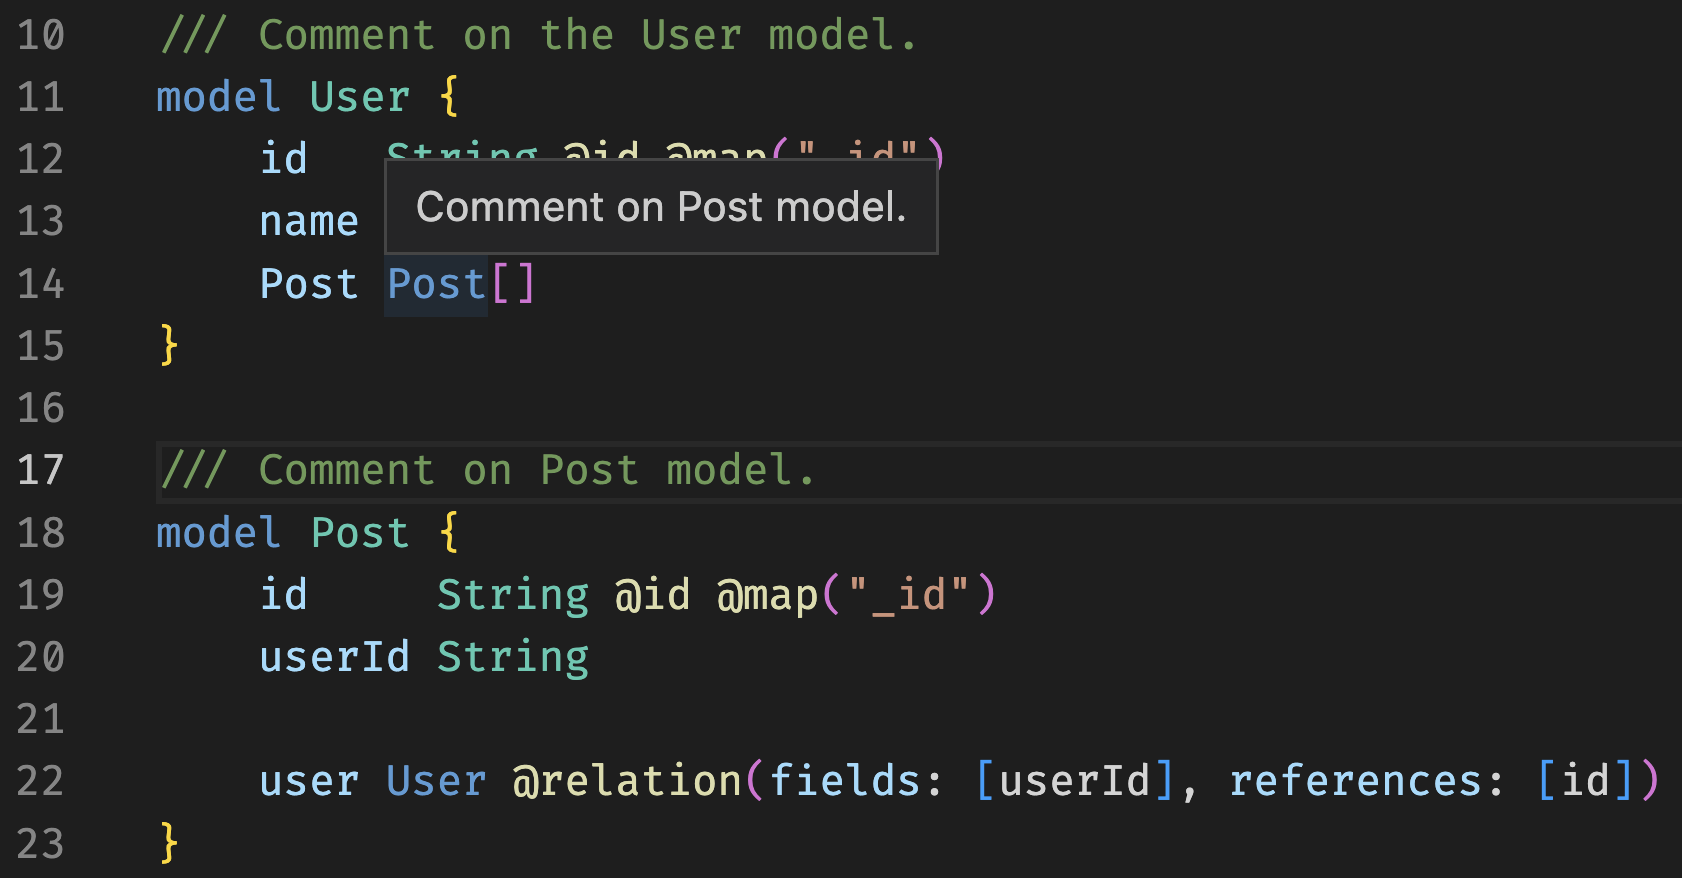 10 /// Comment on the User model.
11 model User {
12 id String @id @map("_id")
13 name
Comment on Post model.
14 Post Post[]
15 }
16
17 /// Comment on Post model.
18 model Post {
19 id String @id @map("_id")
20 userId String
21
22 user User @relation(fields: [userId], references: [id])
23 }